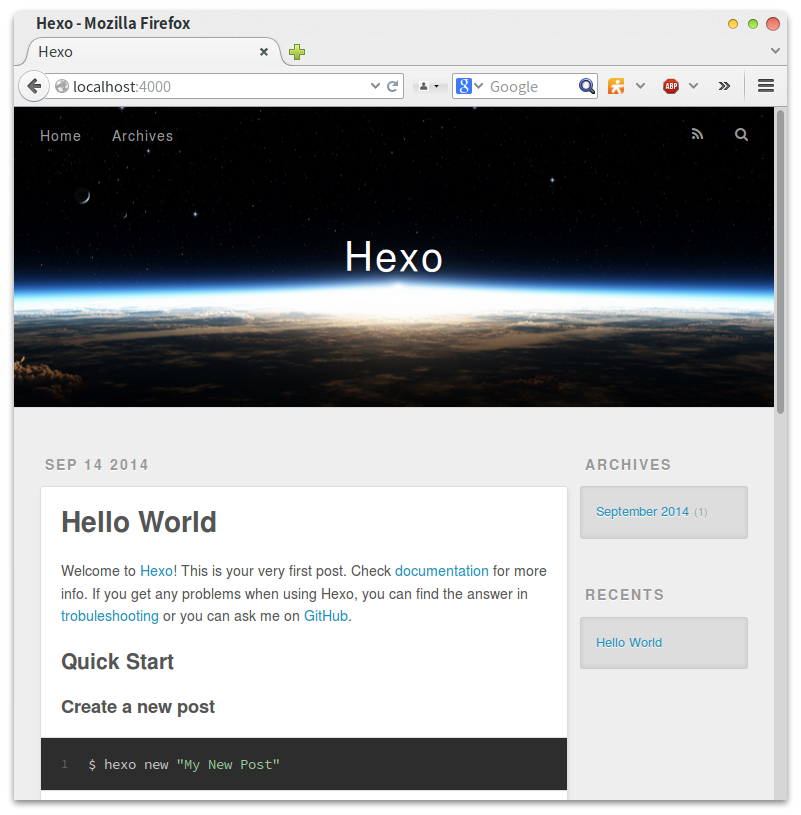 Hexo - Mozilla Firefox
Hexo
localhost:4000
Google
ABP
Home
Archives
Hexo
SEP 14 2014
Hello World
Welcome to Hexo! This is your very first post. Check documentation for more
info. If you get any problems when using Hexo, you can find the answer in
trobuleshooting or you can ask me on GitHub.
Quick Start
Create a new post
1 $ hexo new "My New Post"
ARCHIVES
September 2014 (1)
RECENTS
Hello World